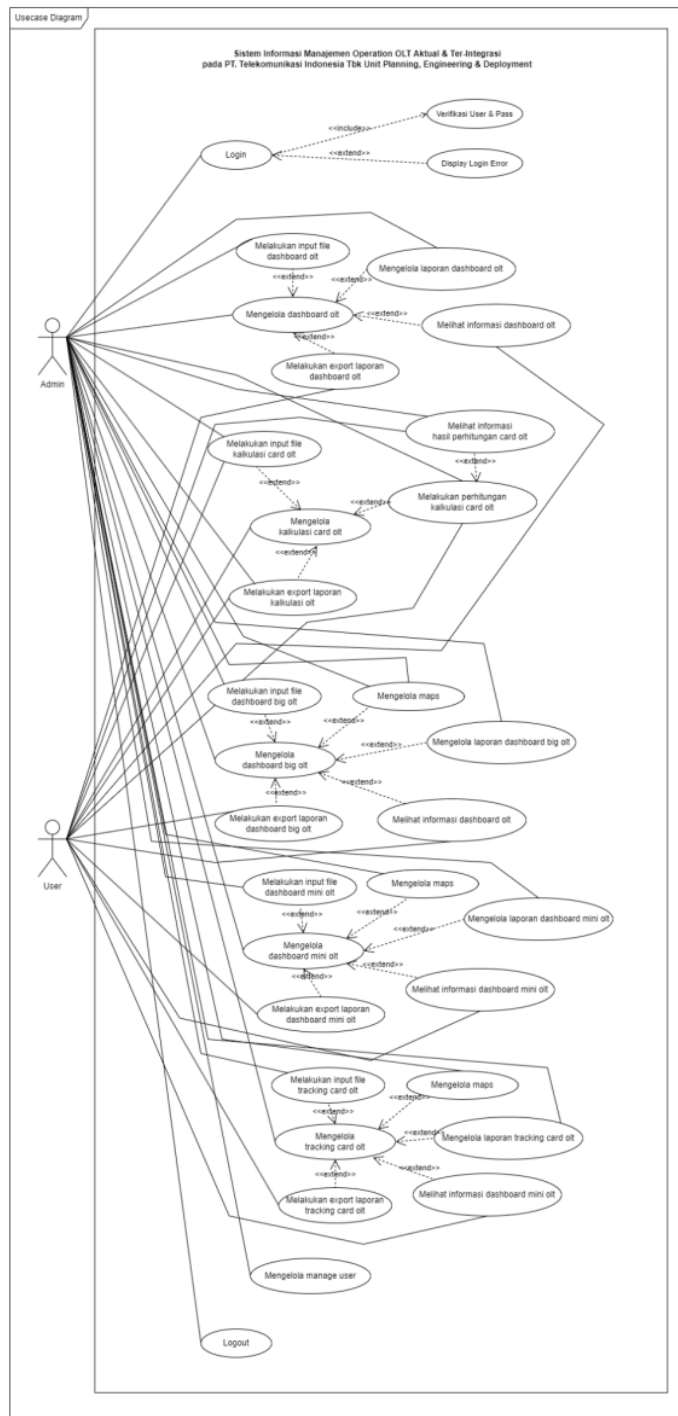 Usecase Diagram
Sistem Informasi Manajemen Operation OLT Aktual & Ter-Integrasi
pada PT. Telekomunikasi Indonesia Tbk Unit Planning, Engineering & Deployment
Verifikasi User & Pass
<<include>>
Login
<<extend>>
Display Login Error
Melakukan input file
dashboard olt
Mengelola laporan dashboard olt
<<extend>>
<<extend>>
Mengelola dashboard olt
<<extend>>
Melihat informasi dashboard olt
<<extend>>
Melakukan export laporan
dashboard olt
Admin
Melihat informasi
hasil perhitungan card olt
Melakukan input file
kalkulasi card olt
<<extend>>
<<extend>>
Melakukan perhitungan
kalkulasi card olt
<<extend>>
Mengelola
kalkulasi card olt
<<extend>>
Melakukan export laporan
kalkulasi olt
Melakukan input file
dashboard big olt
Mengelola maps
<<extend>>
<<extend>>
Mengelola laporan dashboard big olt
<<extend>>
Mengelola
dashboard big olt
<<extend>>
<<extend>>
Melakukan export laporan
dashboard big olt
Melihat informasi dashboard olt
User
Melakukan input file
dashboard mini olt
Mengelola maps
<<extend>>
<<extend>>
Mengelola laporan dashboard mini olt
<<extend>>
Mengelola
dashboard mini olt
<<extend>>
<<extend>>
Melihat informasi dashboard mini olt
Melakukan export laporan
dashboard mini olt
Melakukan input file
tracking card olt
Mengelola maps
<<extend>>
<<extend>>
Mengelola
tracking card olt
<<extend>>
Mengelola laporan tracking card olt
<<extend>>
<<extend>>
Melihat informasi dashboard mini olt
Melakukan export laporan
tracking card olt
Mengelola manage user
Logout